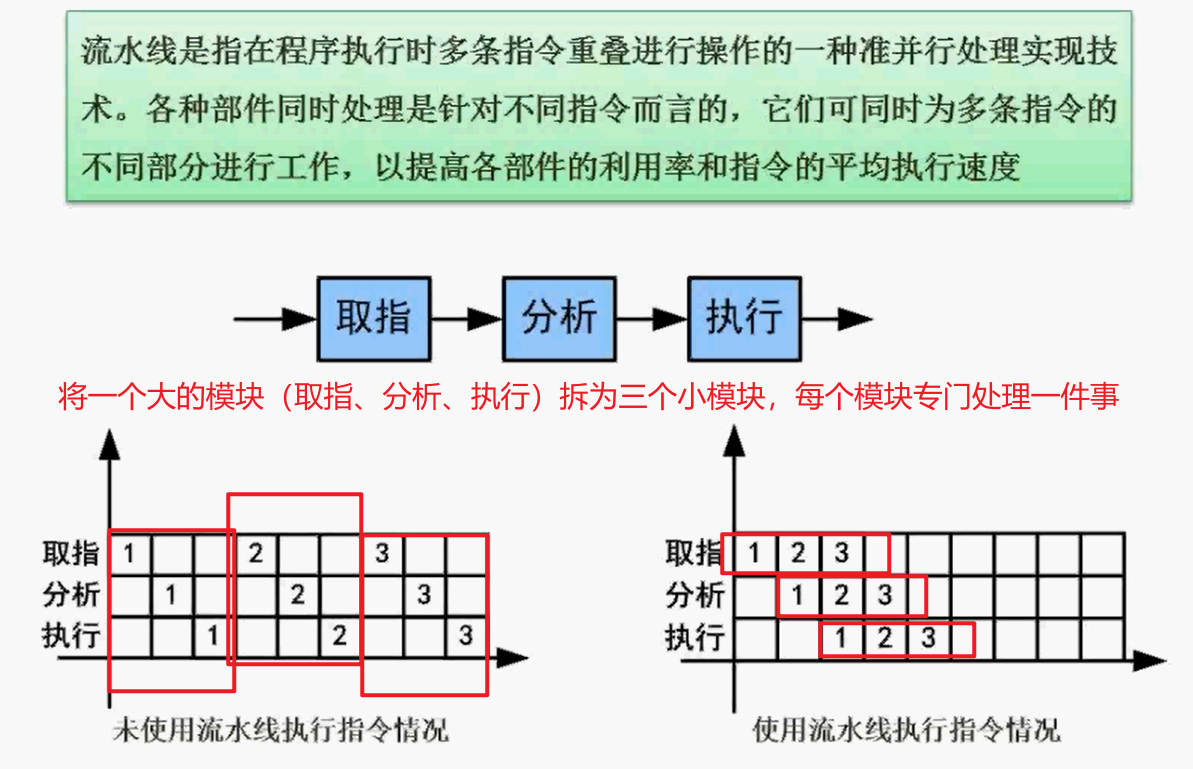 流水线是指在程序执行时多条指令重叠进行操作的一种准并行处理实现技
术。各种部件同时处理是针对不同指令而言的，它们可同时为多条指令的
不同部分进行工作，以提高各部件的利用率和指令的平均执行速度
取指 分析 执行
将一个大的模块（取指、分析、执行）拆为三个小模块，每个模块专门处理一件事
取指 1 2 3
分析 1 2 3
执行 1 2 3
未使用流水线执行指令情况
取指 1 2 3
分析 1 2 3
执行 1 2 3
使用流水线执行指令情况